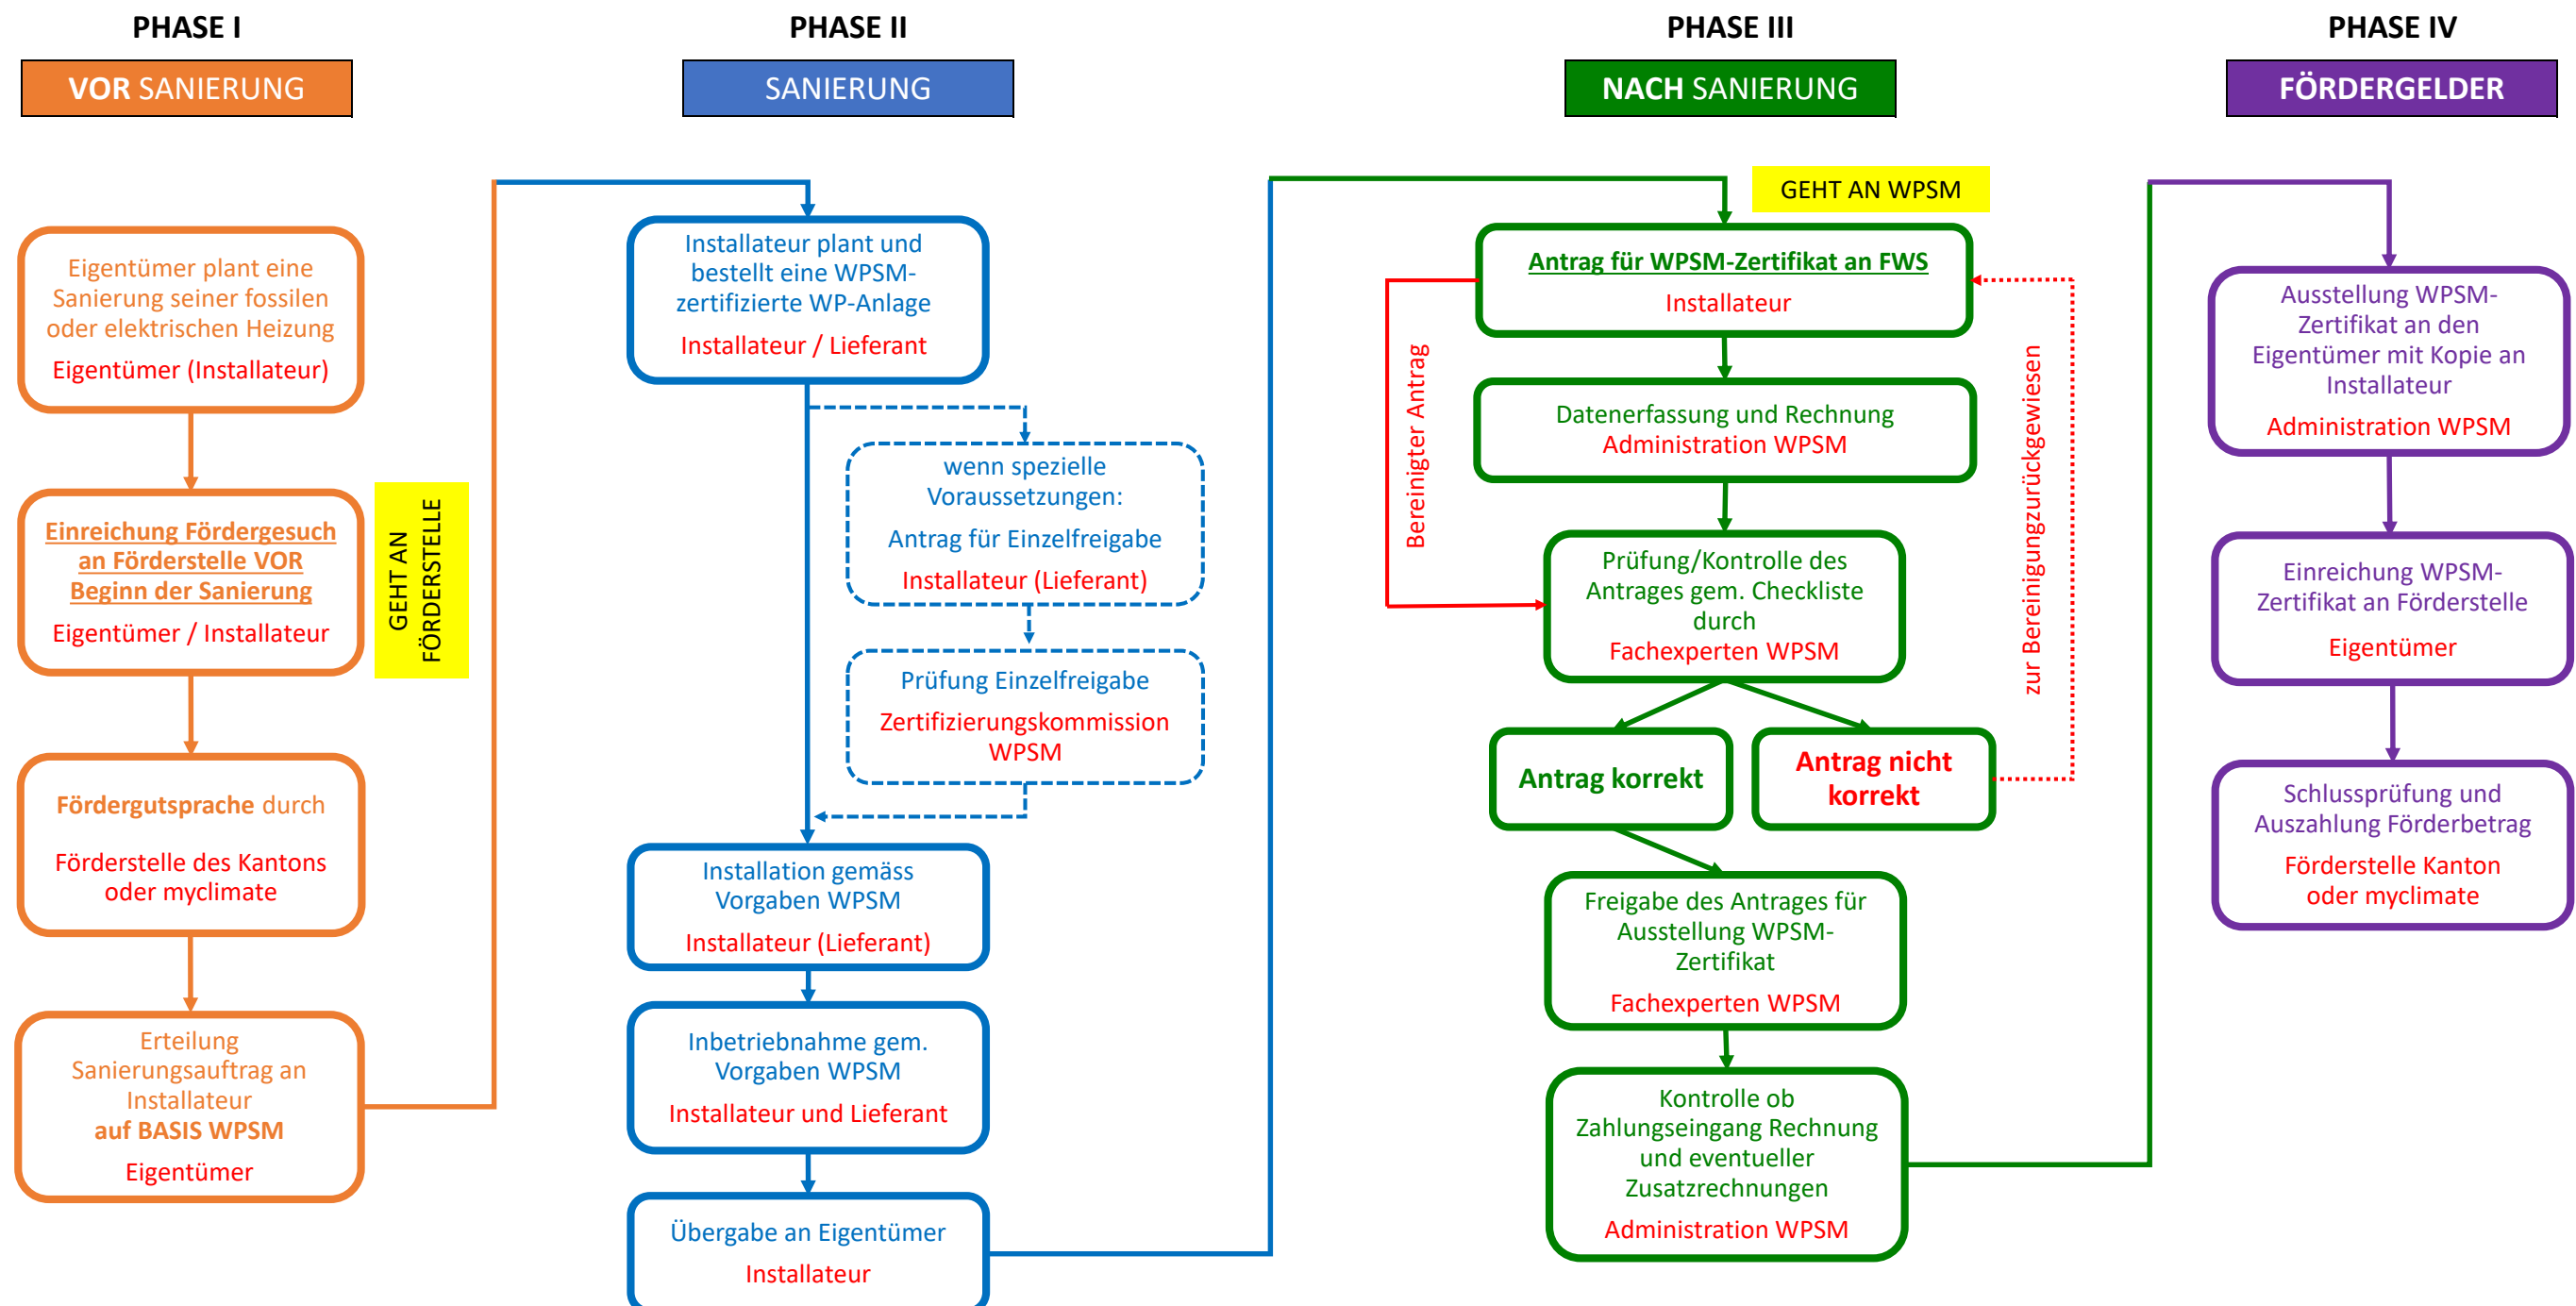 PHASE I
VOR SANIERUNG
Eigentümer plant eine
Sanierung seiner fossilen
oder elektrischen Heizung
Eigentümer (Installateur)
Einreichung Fördergesuch
an Förderstelle VOR
Beginn der Sanierung
Eigentümer / Installateur
GEHT AN
FÖRDERSTELLE
Fördergutsprache durch
Förderstelle des Kantons
oder myclimate
Erteilung
Sanierungsauftrag an
Installateur
auf BASIS WPSM
Eigentümer
PHASE II
SANIERUNG
Installateur plant und
bestellt eine WPSM-
zertifizierte WP-Anlage
Installateur / Lieferant
wenn spezielle
Voraussetzungen:
Antrag für Einzelfreigabe
Installateur (Lieferant)
Prüfung Einzelfreigabe
Zertifizierungskommission
WPSM
Installation gemäss
Vorgaben WPSM
Installateur (Lieferant)
Inbetriebnahme gem.
Vorgaben WPSM
Installateur und Lieferant
Übergabe an Eigentümer
Installateur
PHASE III
NACH SANIERUNG
GEHT AN WPSM
Antrag für WPSM-Zertifikat an FWS
Installateur
Bereinigter Antrag
zur Bereinigungzurückgewiesen
Datenerfassung und Rechnung
Administration WPSM
Prüfung/Kontrolle des
Antrages gem. Checkliste
durch
Fachexperten WPSM
Antrag korrekt
Antrag nicht
korrekt
Freigabe des Antrages für
Ausstellung WPSM-
Zertifikat
Fachexperten WPSM
Kontrolle ob
Zahlungseingang Rechnung
und eventueller
Zusatzrechnungen
Administration WPSM
PHASE IV
FÖRDERGELDER
Ausstellung WPSM-
Zertifikat an den
Eigentümer mit Kopie an
Installateur
Administration WPSM
Einreichung WPSM-
Zertifikat an Förderstelle
Eigentümer
Schlussprüfung und
Auszahlung Förderbetrag
Förderstelle Kanton
oder myclimate